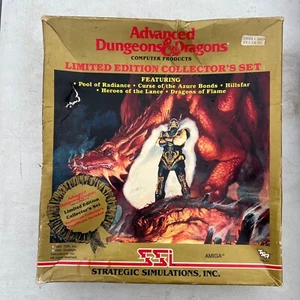 Advanced
Dungeons & Dragons
COMPUTER PRODUCTS
LIMITED EDITION COLLECTOR'S SET
FEATURING
• Pool of Radiance • Curse of the Azure Bonds • Hillsfar
• Heroes of the Lance • Dragons of Flame
Limited Edition
Collector's Set
SSI
AMIGA
STRATEGIC SIMULATIONS, INC.